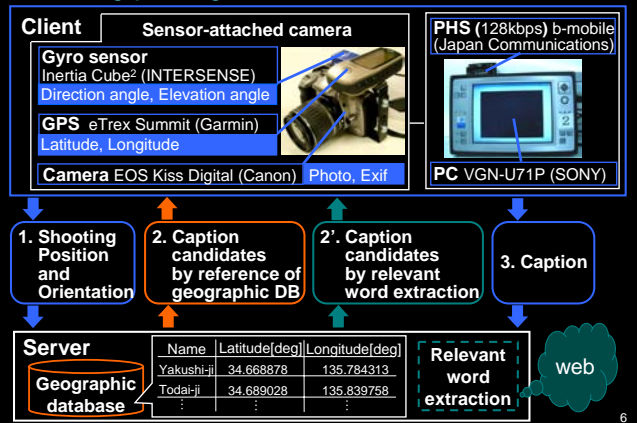 Client
Sensor-attached camera
Gyro sensor
Inertia Cube² (INTERSENSE)
Direction angle, Elevation angle
GPS eTrex Summit (Garmin)
Latitude, Longitude
Camera EOS Kiss Digital (Canon) Photo, Exif
PHS (128kbps) b-mobile
(Japan Communications)
PC VGN-U71P (SONY)
1. Shooting
Position
and
Orientation
2. Caption
candidates
by reference of
geographic DB
2'. Caption
candidates
by relevant
word extraction
3. Caption
Server
Geographic
database
Name Latitude[deg] Longitude[deg]
Yakushi-ji 34.668878 135.784313
Todai-ji 34.689028 135.839758
⋮ ⋮ ⋮
Relevant
word
extraction
web
6